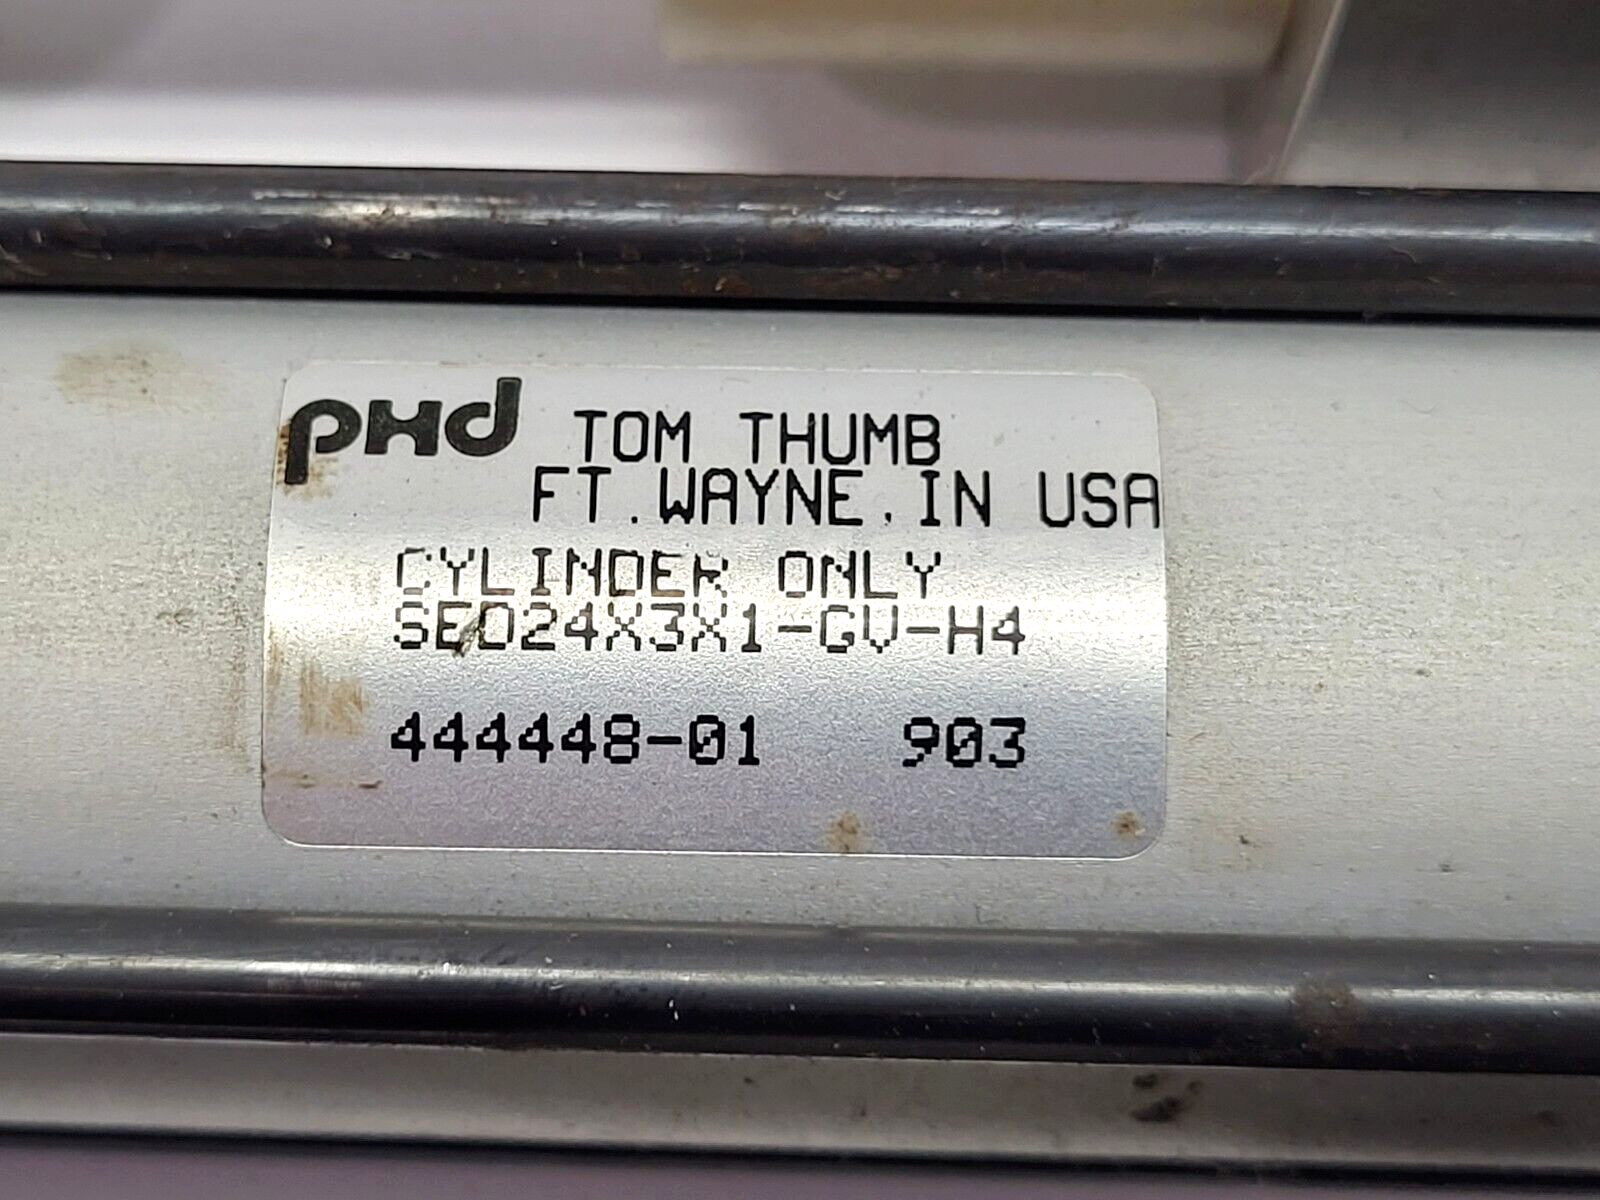 PHD TOM THUMB
FT. WAYNE, IN USA
CYLINDER ONLY
SED24X3X1-GV-H4
444448-01 903